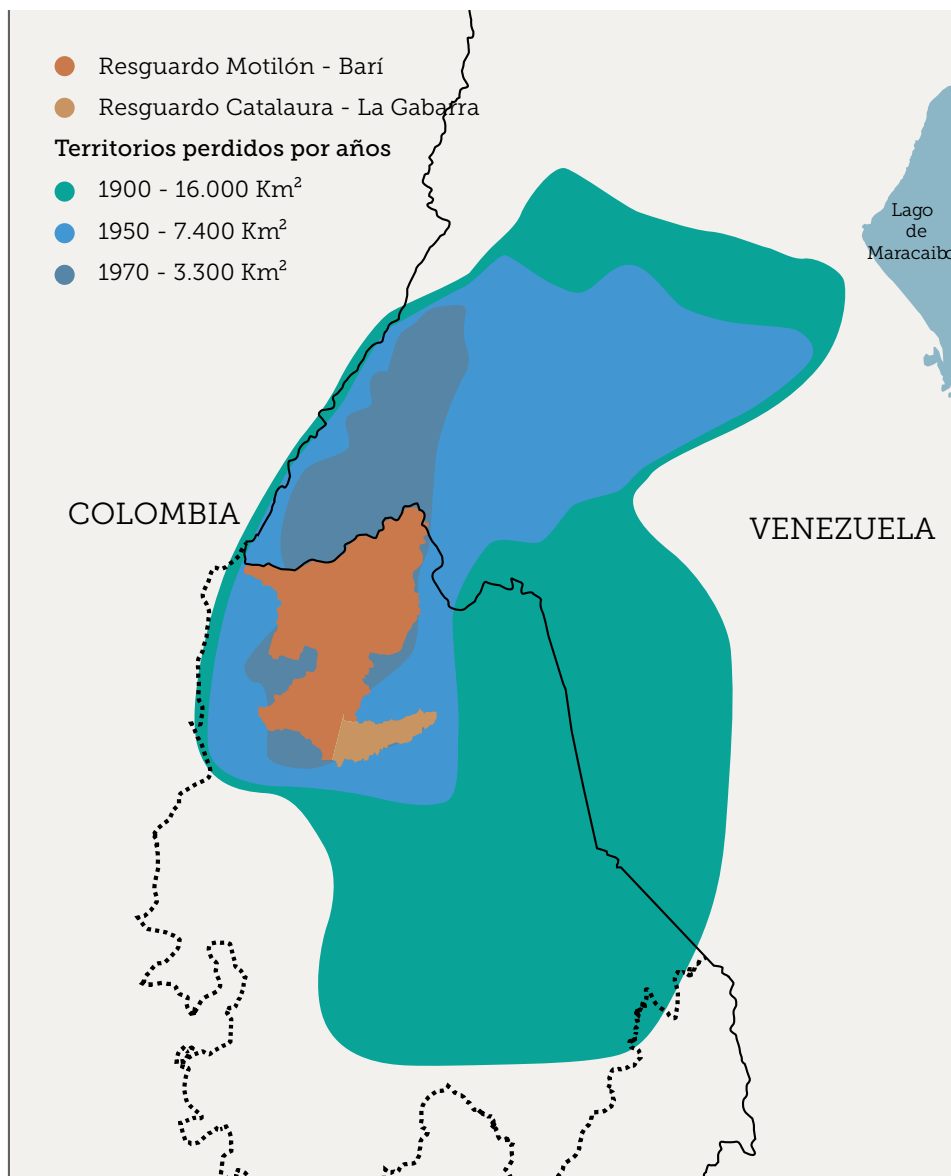 Resguardo Motilón - Barí
Resguardo Catalaura - La Gabarra
Territorios perdidos por años
1900 - 16.000 Km²
1950 - 7.400 Km²
1970 - 3.300 Km²
Lago
de
Maracaibo
COLOMBIA
VENEZUELA